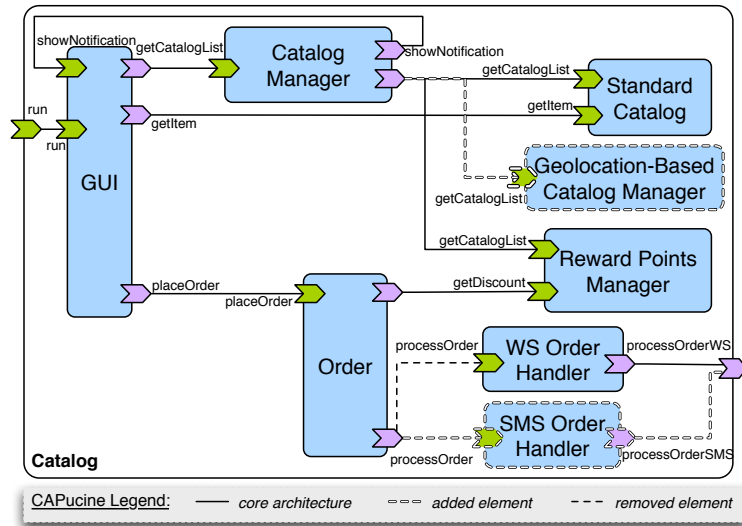 showNotification
getCatalogList
Catalog
Manager
showNotification
getCatalogList
Standard
Catalog
run
getItem
getItem
run
GUI
Geolocation-Based
Catalog Manager
getCatalogList
getCatalogList
Reward Points
Manager
placeOrder
placeOrder
getDiscount
Order
processOrder
WS Order
Handler
processOrderWS
SMS Order
Handler
processOrder
processOrderSMS
Catalog
CAPucine Legend: core architecture added element removed element